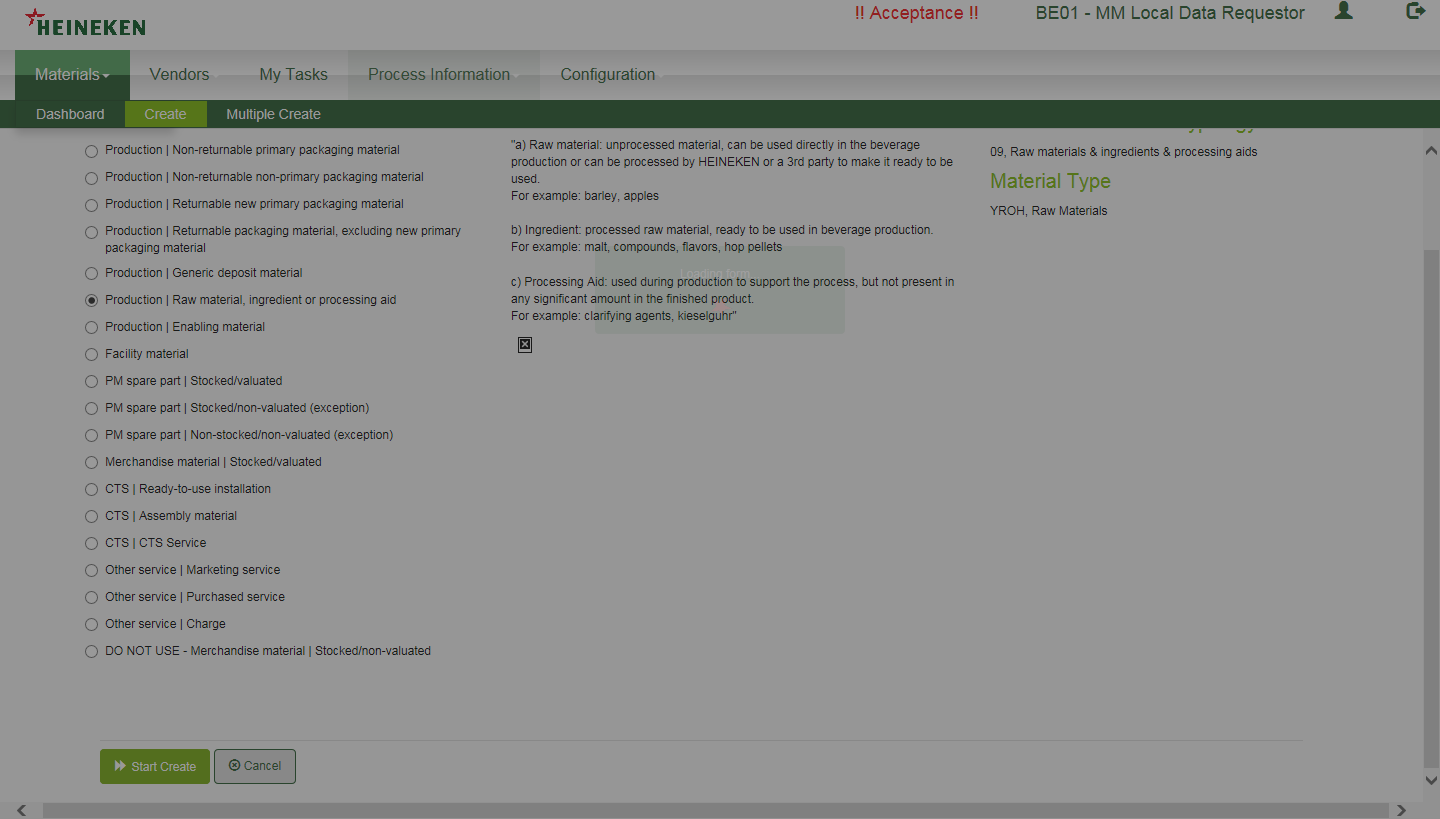 HEINEKEN
!! Acceptance !!
BE01 - MM Local Data Requestor
Materials
Vendors
My Tasks
Process Information
Configuration
Dashboard
Create
Multiple Create
Production | Non-returnable primary packaging material
Production | Non-returnable non-primary packaging material
Production | Returnable new primary packaging material
Production | Returnable packaging material, excluding new primary
packaging material
Production | Generic deposit material
Production | Raw material, ingredient or processing aid
Production | Enabling material
Facility material
PM spare part | Stocked/valuated
PM spare part | Stocked/non-valuated (exception)
PM spare part | Non-stocked/non-valuated (exception)
Merchandise material | Stocked/valuated
CTS | Ready-to-use installation
CTS | Assembly material
CTS | CTS Service
Other service | Marketing service
Other service | Purchased service
Other service | Charge
DO NOT USE - Merchandise material | Stocked/non-valuated
"a) Raw material: unprocessed material, can be used directly in the beverage
production or can be processed by HEINEKEN or a 3rd party to make it ready to be
used.
For example: barley, apples
b) Ingredient: processed raw material, ready to be used in beverage production.
For example: malt, compounds, flavors, hop pellets
Loading form
c) Processing Aid: used during production to support the process, but not present in
any significant amount in the finished product.
For example: clarifying agents, kieselguhr"
09, Raw materials & ingredients & processing aids
Material Type
YROH, Raw Materials
Start Create
Cancel